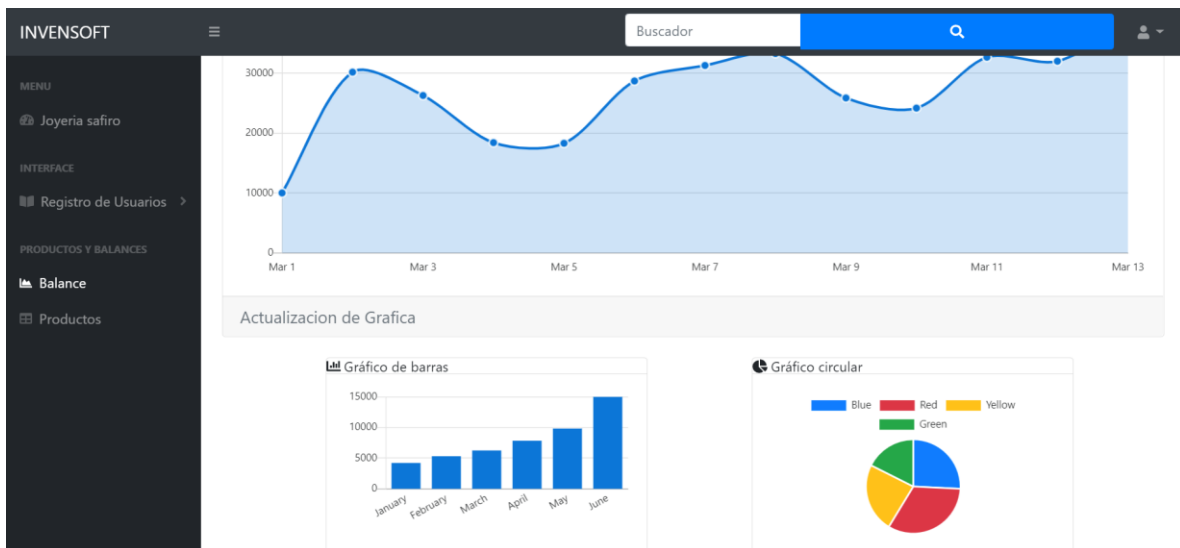 INVENSOFT
Buscador
MENU
Joyeria safiro
INTERFACE
Registro de Usuarios
PRODUCTOS Y BALANCES
Balance
Productos
30000
20000
10000
0
Mar 1 Mar 3 Mar 5 Mar 7 Mar 9 Mar 11 Mar 13
Actualizacion de Grafica
Gráfico de barras
15000
10000
5000
0
January February March April May June
Gráfico circular
Blue Red Yellow
Green